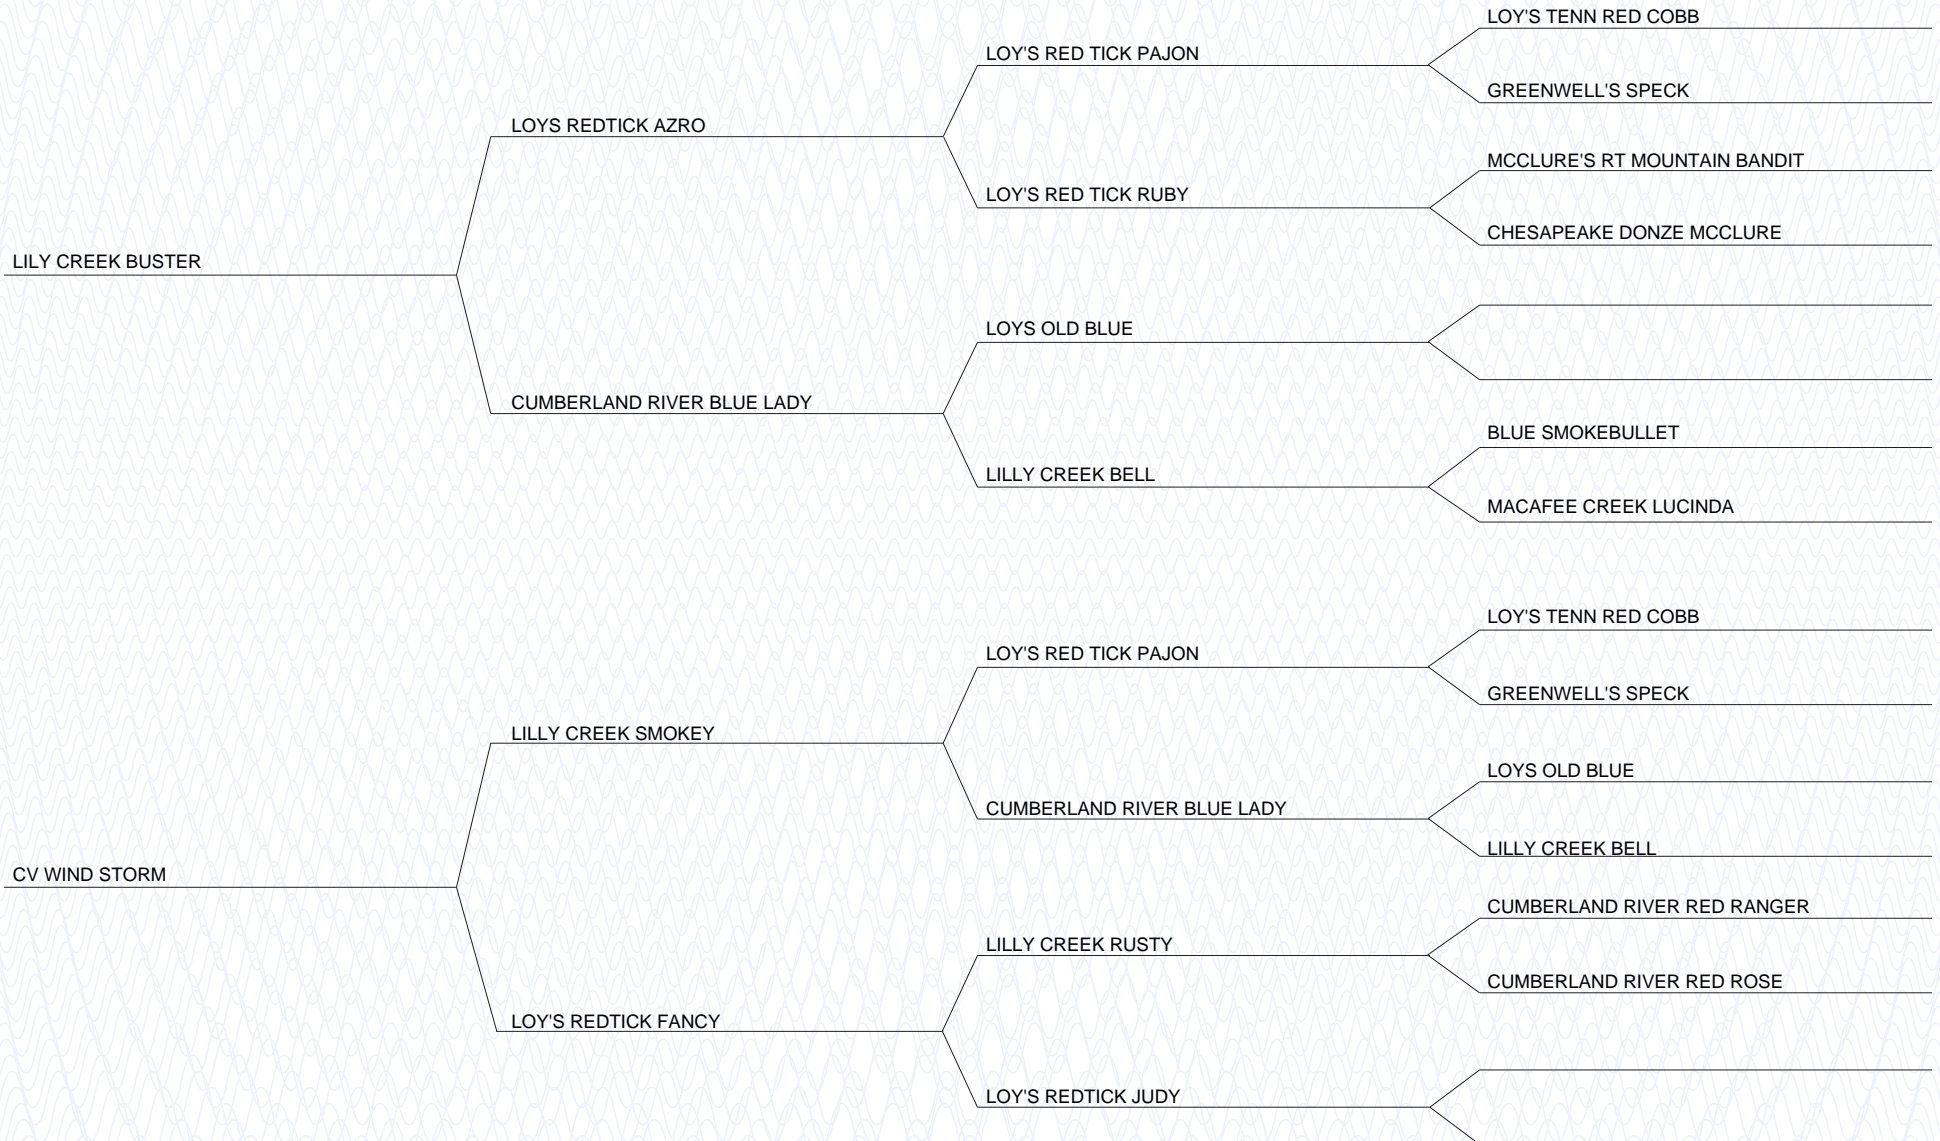 LOY'S TENN RED COBB
LOY'S RED TICK PAJON
GREENWELL'S SPECK
LOYS REDTICK AZRO
MCCLURE'S RT MOUNTAIN BANDIT
LOY'S RED TICK RUBY
CHESAPEAKE DONZE MCCLURE
LILY CREEK BUSTER
LOYS OLD BLUE
CUMBERLAND RIVER BLUE LADY
BLUE SMOKEBULLET
LILLY CREEK BELL
MACAFEE CREEK LUCINDA
LOY'S TENN RED COBB
LOY'S RED TICK PAJON
GREENWELL'S SPECK
LILLY CREEK SMOKEY
LOYS OLD BLUE
CUMBERLAND RIVER BLUE LADY
LILLY CREEK BELL
CV WIND STORM
CUMBERLAND RIVER RED RANGER
LILLY CREEK RUSTY
CUMBERLAND RIVER RED ROSE
LOY'S REDTICK FANCY
LOY'S REDTICK JUDY